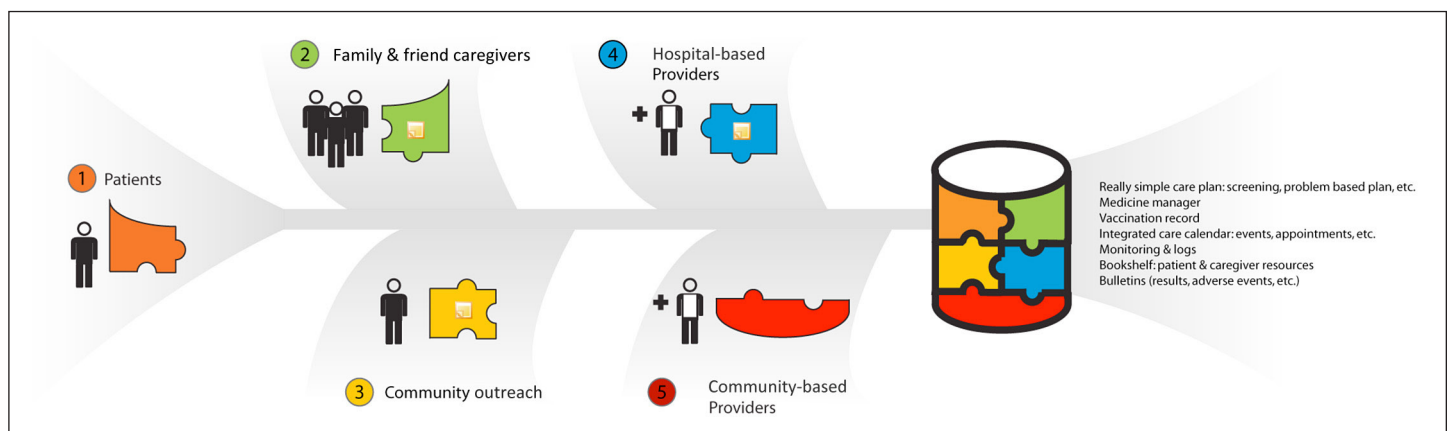 1 Patients
2 Family & friend caregivers
3 Community outreach
4 Hospital-based
Providers
5 Community-based
Providers
Really simple care plan: screening, problem based plan, etc.
Medicine manager
Vaccination record
Integrated care calendar: events, appointments, etc.
Monitoring & logs
Bookshelf: patient & caregiver resources
Bulletins (results, adverse events, etc.)